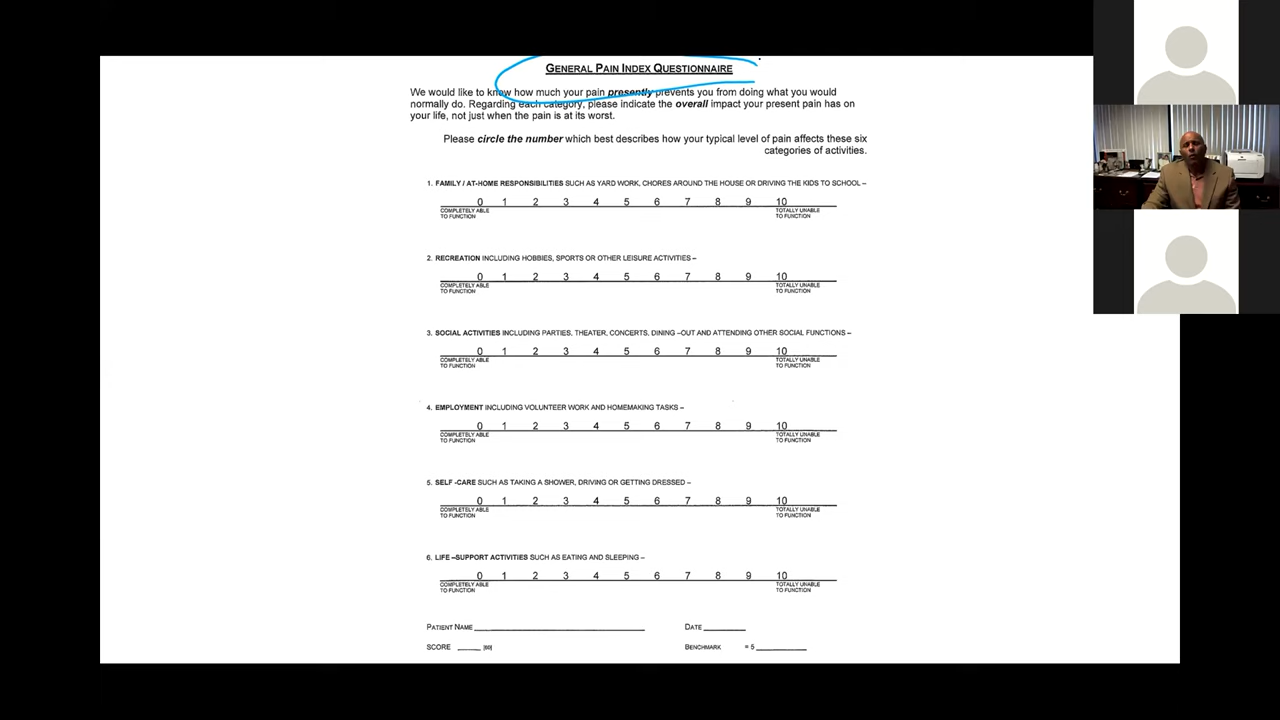 GENERAL PAIN INDEX QUESTIONNAIRE
We would like to know how much your pain presently prevents you from doing what you would
normally do. Regarding each category, please indicate the overall impact your present pain has on
your life, not just when the pain is at its worst.
Please circle the number which best describes how your typical level of pain affects these six
categories of activities.
1. FAMILY / AT-HOME RESPONSIBILITIES SUCH AS YARD WORK, CHORES AROUND THE HOUSE OR DRIVING THE KIDS TO SCHOOL –
0 1 2 3 4 5 6 7 8 9 10
COMPLETELY ABLE TOTALLY UNABLE
TO FUNCTION TO FUNCTION
2. RECREATION INCLUDING HOBBIES, SPORTS OR OTHER LEISURE ACTIVITIES –
0 1 2 3 4 5 6 7 8 9 10
COMPLETELY ABLE TOTALLY UNABLE
TO FUNCTION TO FUNCTION
3. SOCIAL ACTIVITIES INCLUDING PARTIES, THEATER, CONCERTS, DINING –OUT AND ATTENDING OTHER SOCIAL FUNCTIONS –
0 1 2 3 4 5 6 7 8 9 10
COMPLETELY ABLE TOTALLY UNABLE
TO FUNCTION TO FUNCTION
4. EMPLOYMENT INCLUDING VOLUNTEER WORK AND HOMEMAKING TASKS –
0 1 2 3 4 5 6 7 8 9 10
COMPLETELY ABLE TOTALLY UNABLE
TO FUNCTION TO FUNCTION
5. SELF -CARE SUCH AS TAKING A SHOWER, DRIVING OR GETTING DRESSED –
0 1 2 3 4 5 6 7 8 9 10
COMPLETELY ABLE TOTALLY UNABLE
TO FUNCTION TO FUNCTION
6. LIFE –SUPPORT ACTIVITIES SUCH AS EATING AND SLEEPING –
0 1 2 3 4 5 6 7 8 9 10
COMPLETELY ABLE TOTALLY UNABLE
TO FUNCTION TO FUNCTION
PATIENT NAME DATE
SCORE [60] BENCHMARK = 5